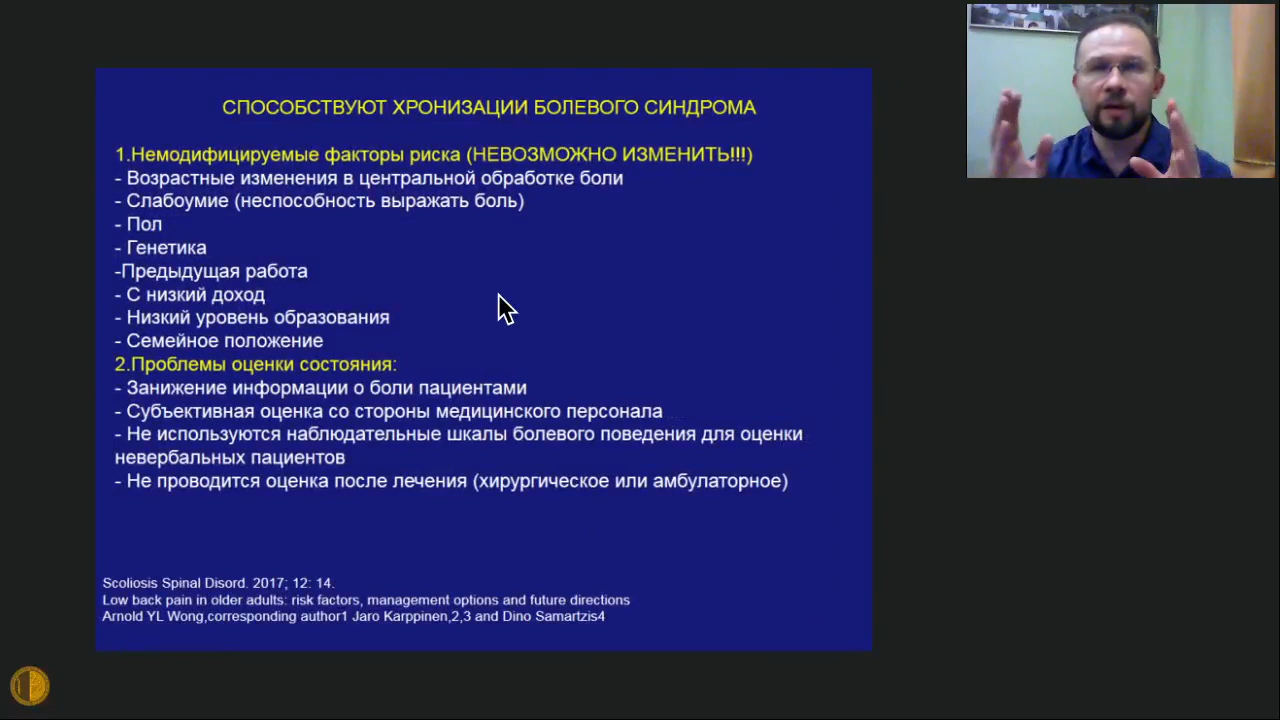 СПОСОБСТВУЮТ ХРОНИЗАЦИИ БОЛЕВОГО СИНДРОМА
1.Немодифицируемые факторы риска (НЕВОЗМОЖНО ИЗМЕНИТЬ!!!)
- Возрастные изменения в центральной обработке боли
- Слабоумие (неспособность выражать боль)
- Пол
- Генетика
-Предыдущая работа
- С низкий доход
- Низкий уровень образования
- Семейное положение
2.Проблемы оценки состояния:
- Занижение информации о боли пациентами
- Субъективная оценка со стороны медицинского персонала
- Не используются наблюдательные шкалы болевого поведения для оценки
невербальных пациентов
- Не проводится оценка после лечения (хирургическое или амбулаторное)
Scoliosis Spinal Disord. 2017; 12: 14.
Low back pain in older adults: risk factors, management options and future directions
Arnold YL Wong,corresponding author1 Jaro Karppinen,2,3 and Dino Samartzis4